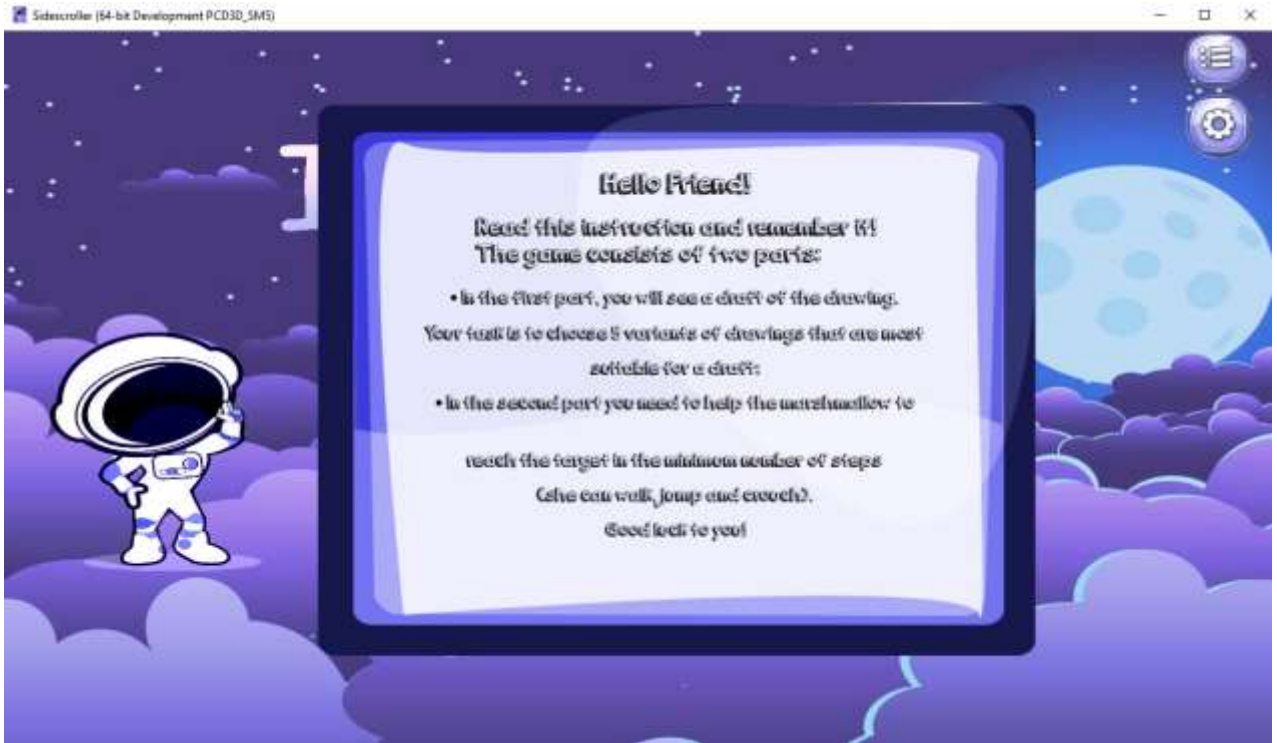 Sidescroller (64-bit Development PCD3D_SM5)
Hello Friend!
Read this instruction and remember it!
The game consists of two parts:
• In the first part, you will see a draft of the drawing.
Your task is to choose 5 variants of drawings that are most
suitable for a draft;
• In the second part you need to help the marshmallow to
reach the target in the minimum number of steps
(she can walk, jump and crouch).
Good luck to you!